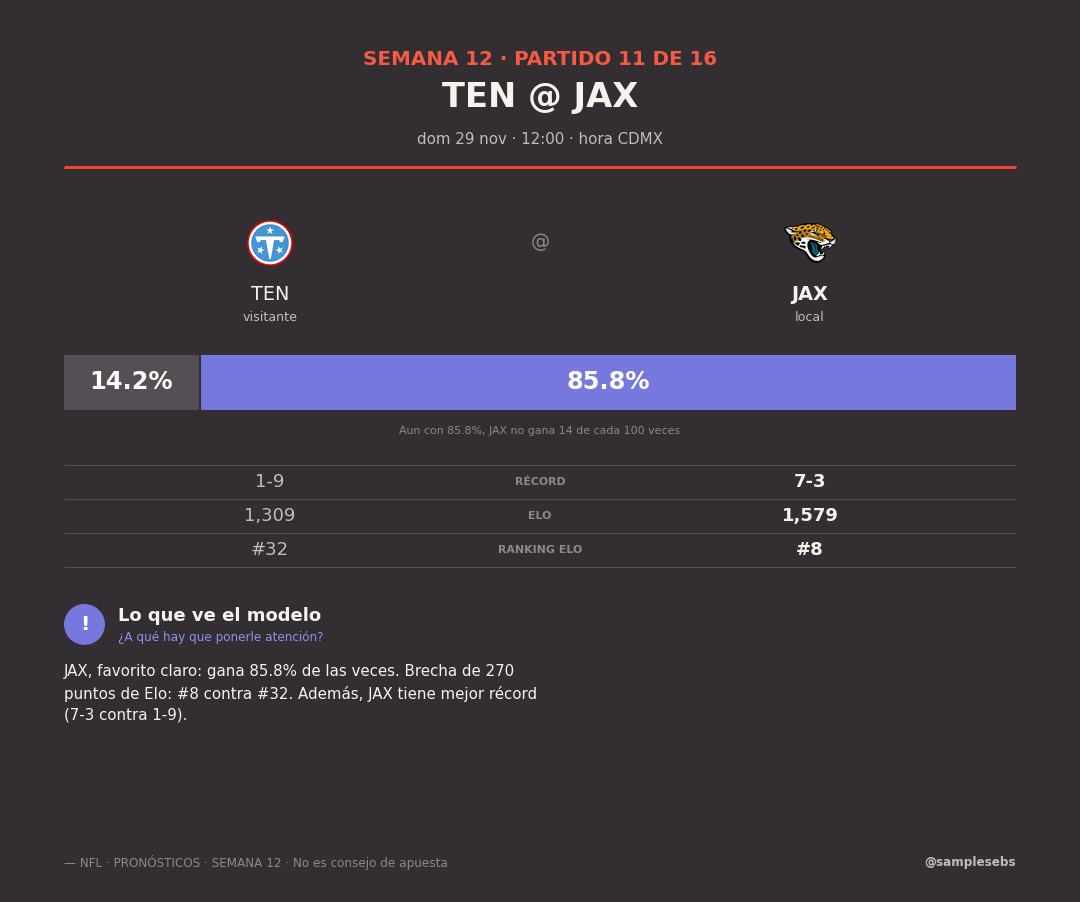 SEMANA 12 · PARTIDO 11 DE 16
TEN @ JAX
dom 29 nov · 12:00 · hora CDMX
@
TEN
JAX
visitante
local
14.2%
85.8%
Aun con 85.8%, JAX no gana 14 de cada 100 veces
1-9 RÉCORD 7-3
1,309 ELO 1,579
#32 RANKING ELO #8
!
Lo que ve el modelo
¿A qué hay que ponerle atención?
JAX, favorito claro: gana 85.8% de las veces. Brecha de 270
puntos de Elo: #8 contra #32. Además, JAX tiene mejor récord
(7-3 contra 1-9).
— NFL · PRONÓSTICOS · SEMANA 12 · No es consejo de apuesta
@samplesebs